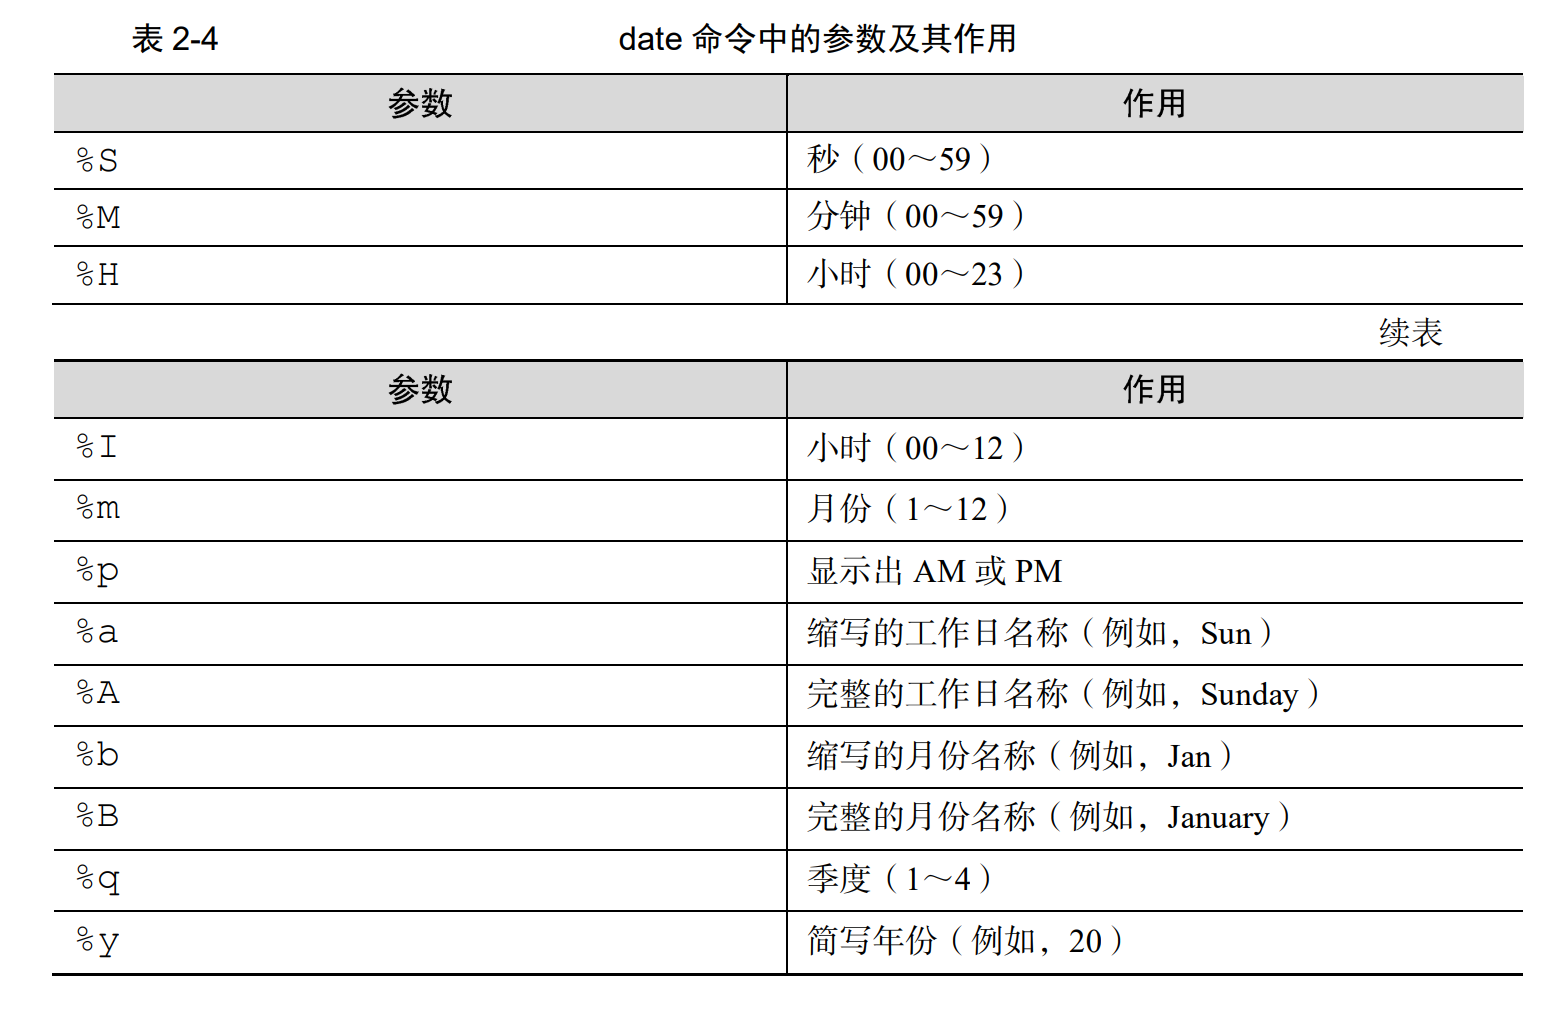 表 2-4 date 命令中的参数及其作用
参数 作用
%S 秒（00～59）
%M 分钟（00～59）
%H 小时（00～23）
续表
参数 作用
%I 小时（00～12）
%m 月份（1～12）
%p 显示出 AM 或 PM
%a 缩写的工作日名称（例如，Sun）
%A 完整的工作日名称（例如，Sunday）
%b 缩写的月份名称（例如，Jan）
%B 完整的月份名称（例如，January）
%q 季度（1～4）
%y 简写年份（例如，20）